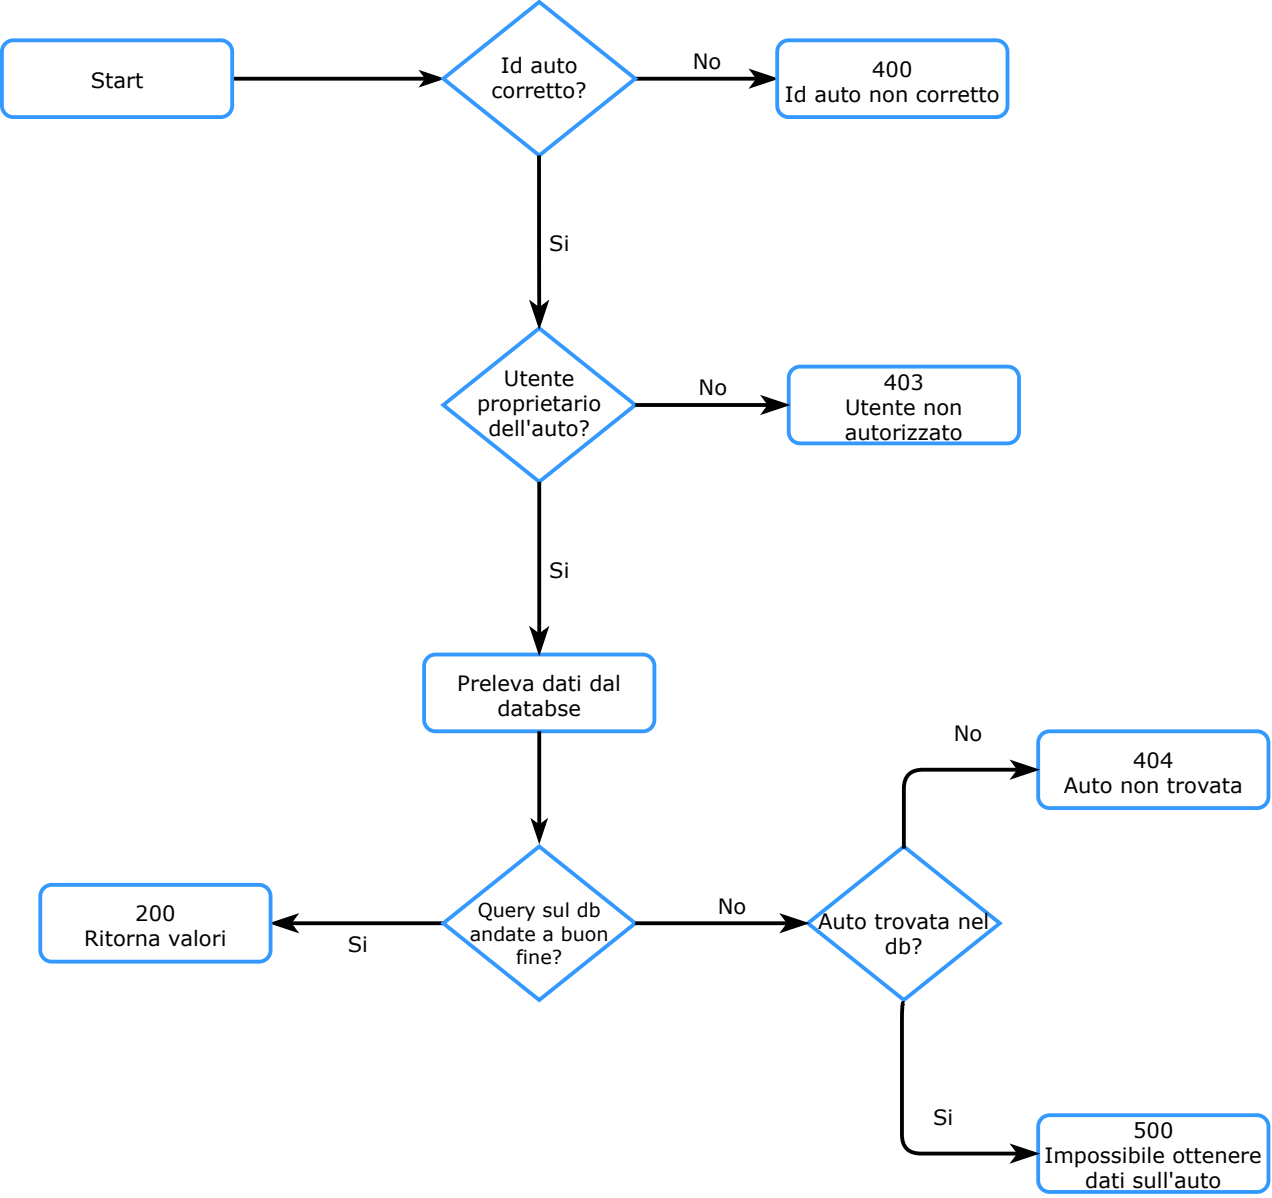 Start
Id auto
corretto?
No
400
Id auto non corretto
Si
Utente
proprietario
dell'auto?
No
403
Utente non
autorizzato
Si
Preleva dati dal
databse
No
404
Auto non trovata
200
Ritorna valori
Si
Query sul db
andate a buon
fine?
No
Auto trovata nel
db?
Si
500
Impossibile ottenere
dati sull'auto